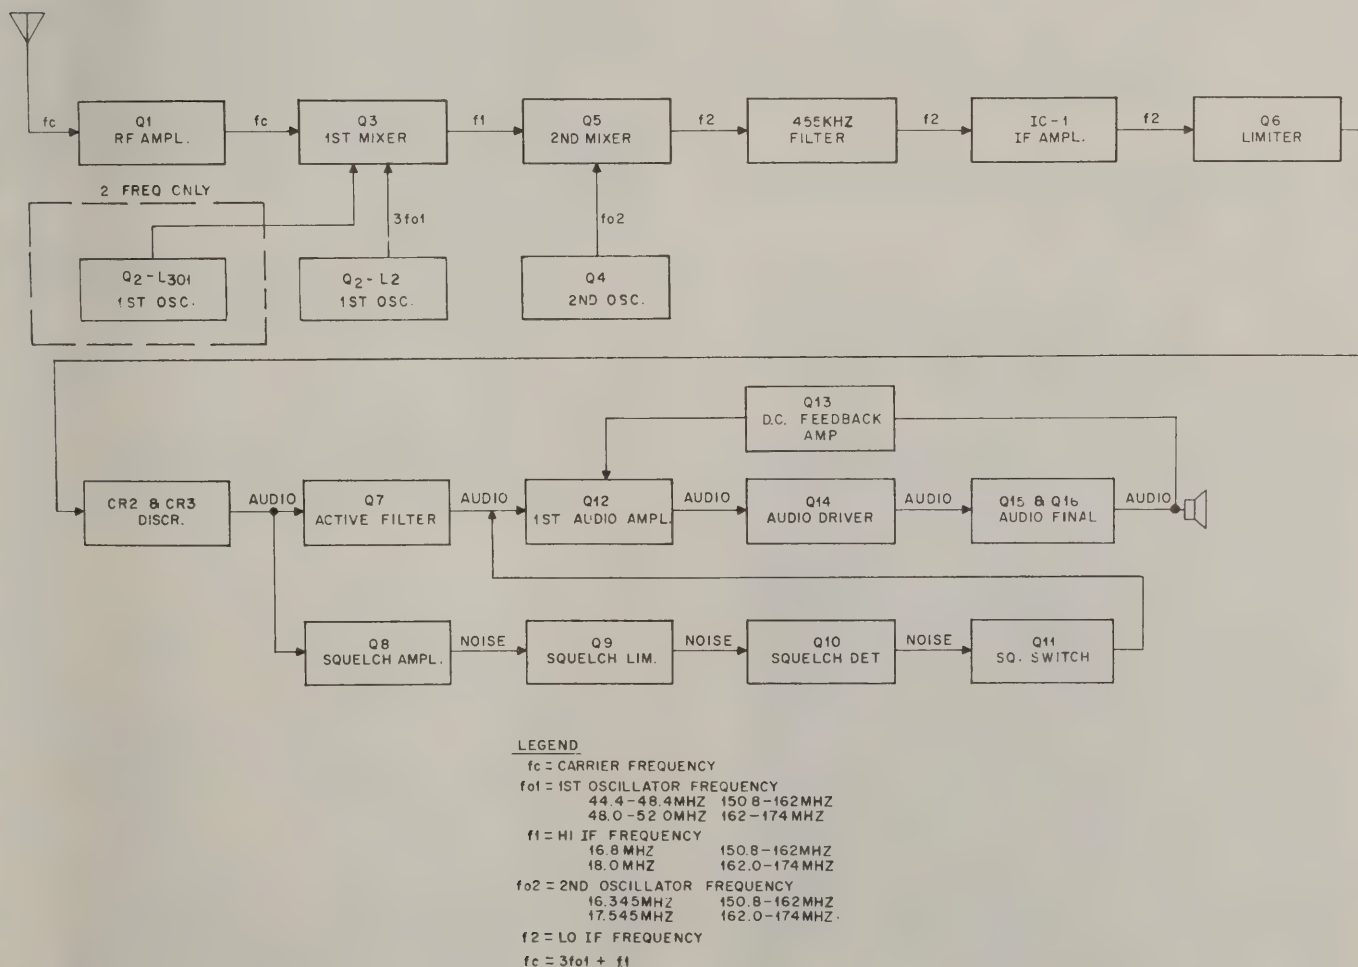 fc
Q1
RF AMPL.
fc
Q3
1ST MIXER
f1
Q5
2ND MIXER
f2
455KHZ
FILTER
f2
IC-1
IF AMPL.
f2
Q6
LIMITER
2 FREQ CNLY
3fo1
fo2
Q2-L301
1ST OSC.
Q2-L2
1ST OSC.
Q4
2ND OSC.
Q13
D.C. FEEDBACK
AMP
CR2 & CR3
DISCR.
AUDIO
Q7
ACTIVE FILTER
AUDIO
Q12
1ST AUDIO AMPL.
AUDIO
Q14
AUDIO DRIVER
AUDIO
Q15 & Q16
AUDIO FINAL
AUDIO
Q8
SQUELCH AMPL.
NOISE
Q9
SQUELCH LIM.
NOISE
Q10
SQUELCH DET
NOISE
Q11
SQ. SWITCH
LEGEND
fc = CARRIER FREQUENCY
fo1 = 1ST OSCILLATOR FREQUENCY
44.4-48.4MHZ 150.8-162MHZ
48.0-52.0MHZ 162-174MHZ
f1 = HI IF FREQUENCY
16.8MHZ 150.8-162MHZ
18.0MHZ 162.0-174MHZ
fo2 = 2ND OSCILLATOR FREQUENCY
16.345MHZ 150.8-162MHZ
17.545MHZ 162.0-174MHZ.
f2 = LO IF FREQUENCY
fc = 3fo1 + f1